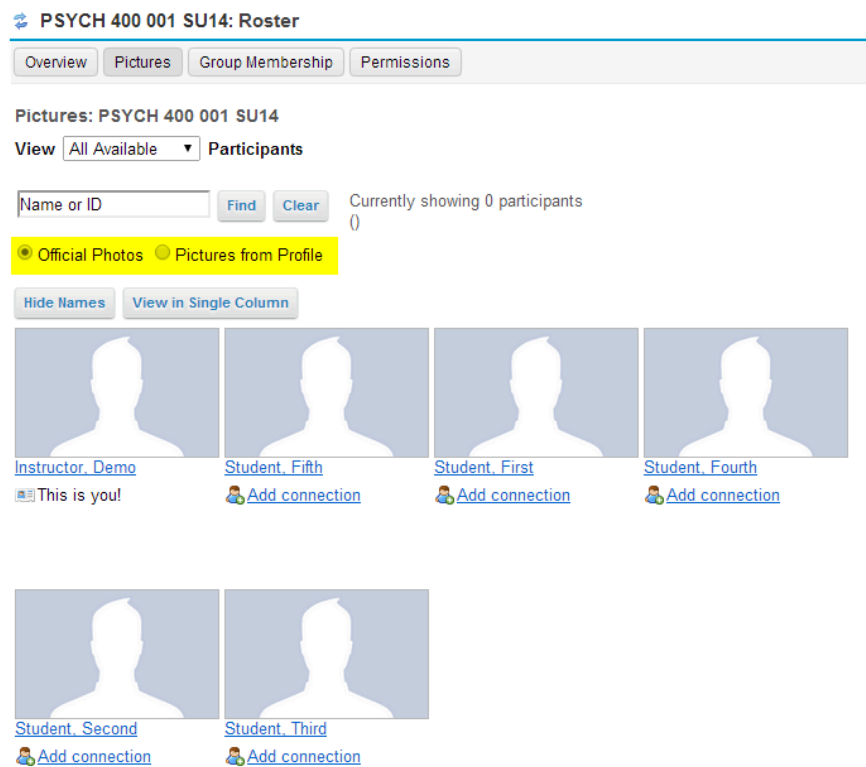 PSYCH 400 001 SU14: Roster
Overview Pictures Group Membership Permissions
Pictures: PSYCH 400 001 SU14
View All Available Participants
Name or ID Find Clear Currently showing 0 participants
()
Official Photos Pictures from Profile
Hide Names View in Single Column
Instructor, Demo Student, Fifth Student, First Student, Fourth
This is you! Add connection Add connection Add connection
Student, Second Student, Third
Add connection Add connection